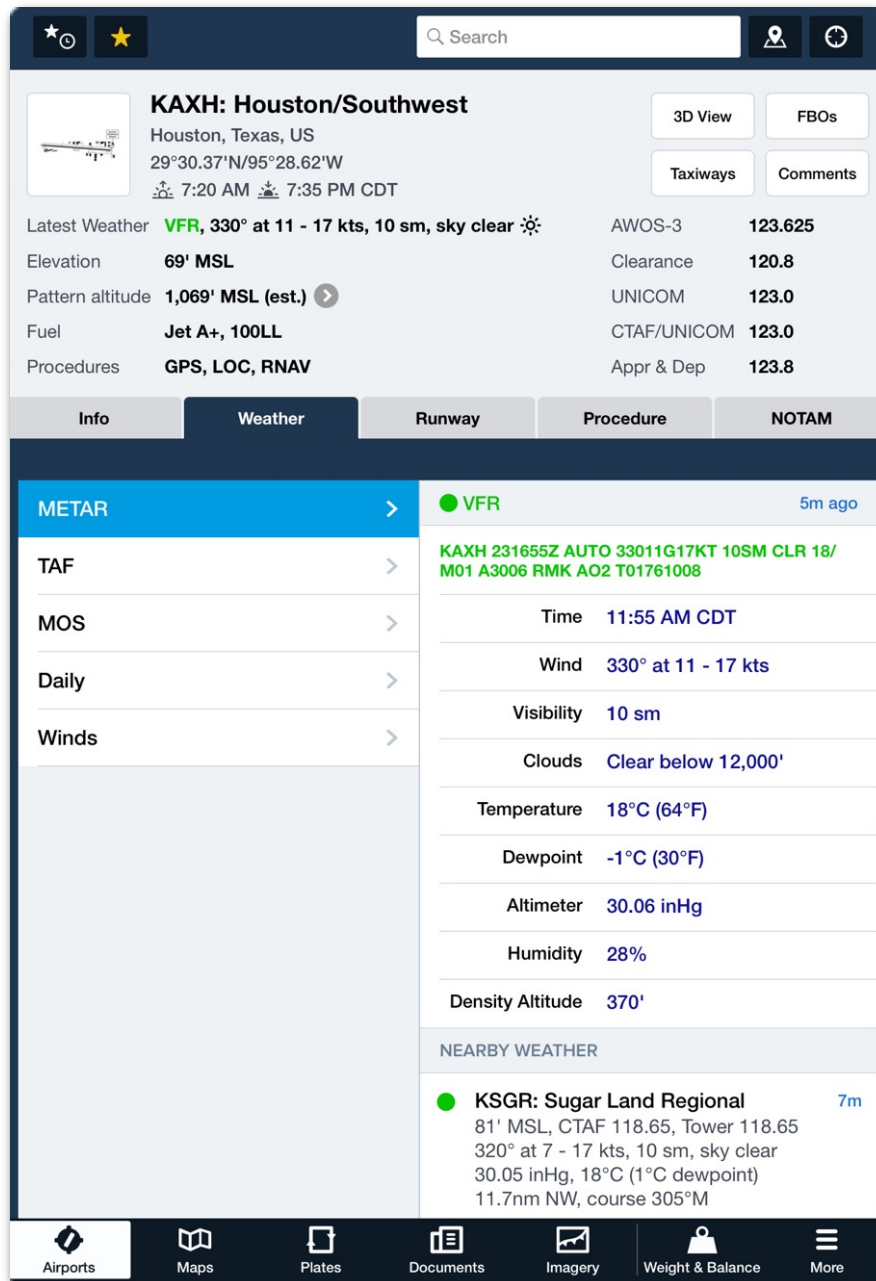 Search
KAXH: Houston/Southwest
Houston, Texas, US
29°30.37'N/95°28.62'W
7:20 AM 7:35 PM CDT
3D View
FBOs
Taxiways
Comments
Latest Weather VFR, 330° at 11 - 17 kts, 10 sm, sky clear
Elevation 69' MSL
Pattern altitude 1,069' MSL (est.)
Fuel Jet A+, 100LL
Procedures GPS, LOC, RNAV
AWOS-3 123.625
Clearance 120.8
UNICOM 123.0
CTAF/UNICOM 123.0
Appr & Dep 123.8
Info
Weather
Runway
Procedure
NOTAM
METAR
TAF
MOS
Daily
Winds
VFR 5m ago
KAXH 231655Z AUTO 33011G17KT 10SM CLR 18/
M01 A3006 RMK AO2 T01761008
Time 11:55 AM CDT
Wind 330° at 11 - 17 kts
Visibility 10 sm
Clouds Clear below 12,000'
Temperature 18°C (64°F)
Dewpoint -1°C (30°F)
Altimeter 30.06 inHg
Humidity 28%
Density Altitude 370'
NEARBY WEATHER
KSGR: Sugar Land Regional 7m
81' MSL, CTAF 118.65, Tower 118.65
320° at 7 - 17 kts, 10 sm, sky clear
30.05 inHg, 18°C (1°C dewpoint)
11.7nm NW, course 305°M
Airports
Maps
Plates
Documents
Imagery
Weight & Balance
More